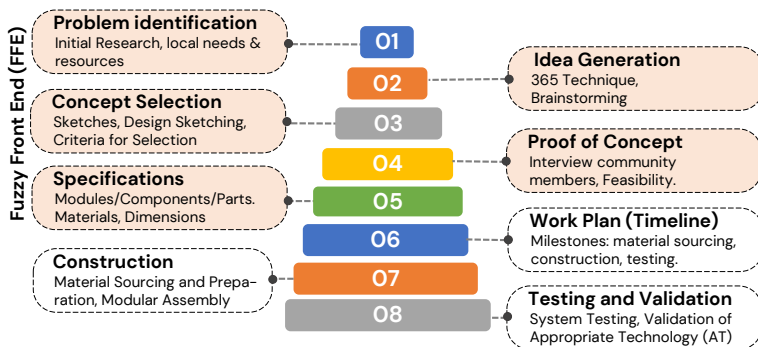 Fuzzy Front End (FFE)
Problem identification
Initial Research, local needs &
resources
01
Idea Generation
365 Technique,
Brainstorming
02
Concept Selection
Sketches, Design Sketching,
Criteria for Selection
03
Proof of Concept
Interview community
members, Feasibility.
04
Specifications
Modules/Components/Parts.
Materials, Dimensions
05
Work Plan (Timeline)
Milestones: material sourcing,
construction, testing.
06
Construction
Material Sourcing and Prepa-
ration, Modular Assembly
07
Testing and Validation
System Testing, Validation of
Appropriate Technology (AT)
08